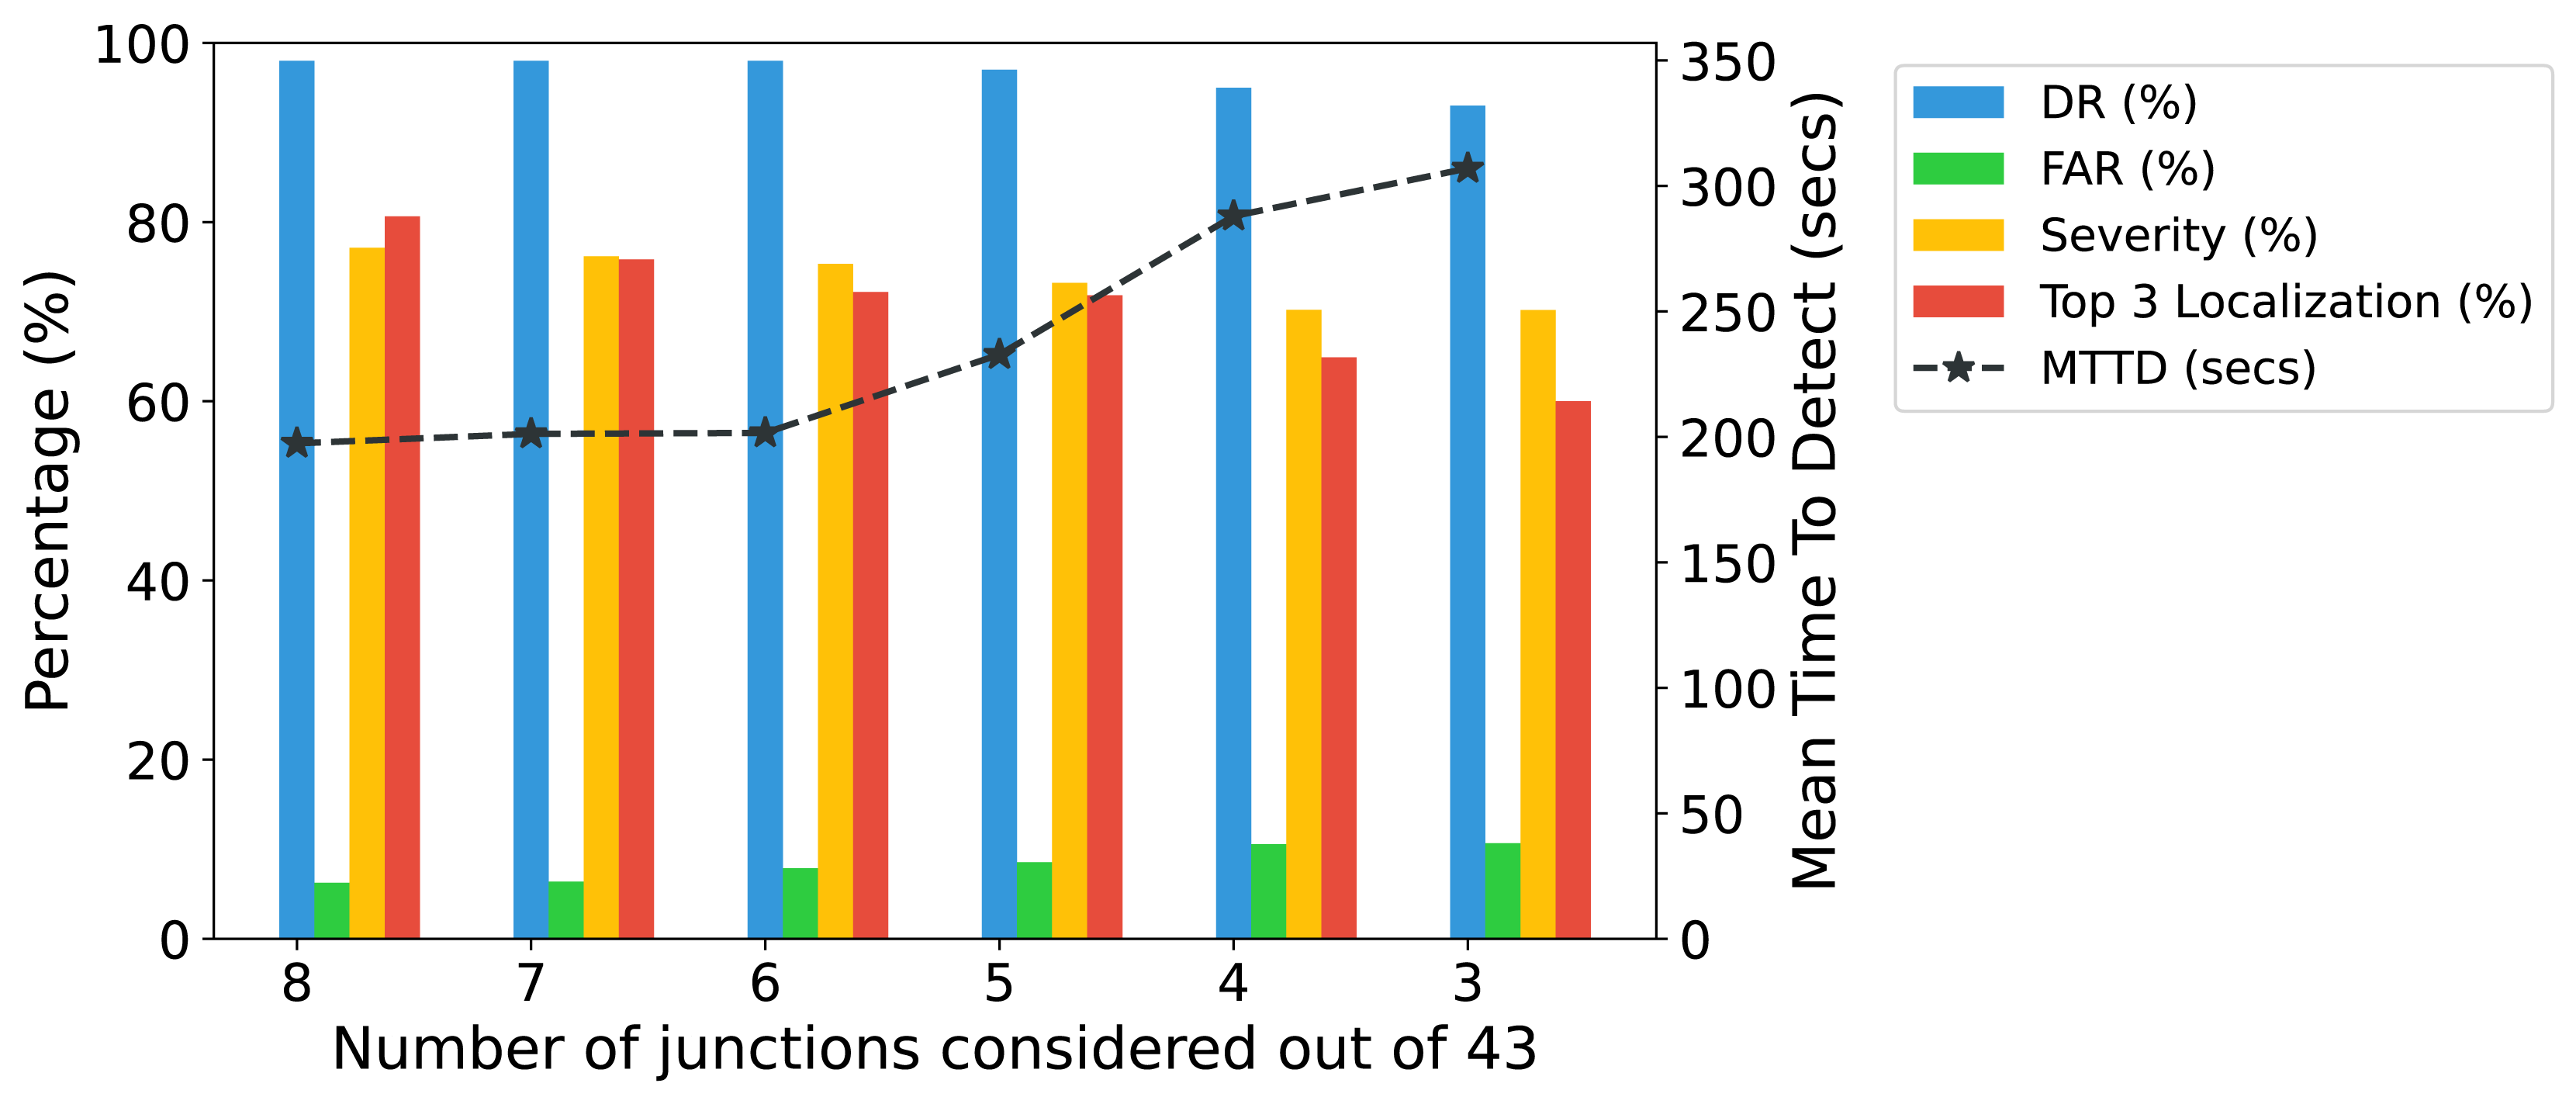 Percentage (%)
100
80
60
40
20
0
8 7 6 5 4 3
Number of junctions considered out of 43
350
300
250
200
150
100
50
0
Mean Time To Detect (secs)
DR (%)
FAR (%)
Severity (%)
Top 3 Localization (%)
MTTD (secs)